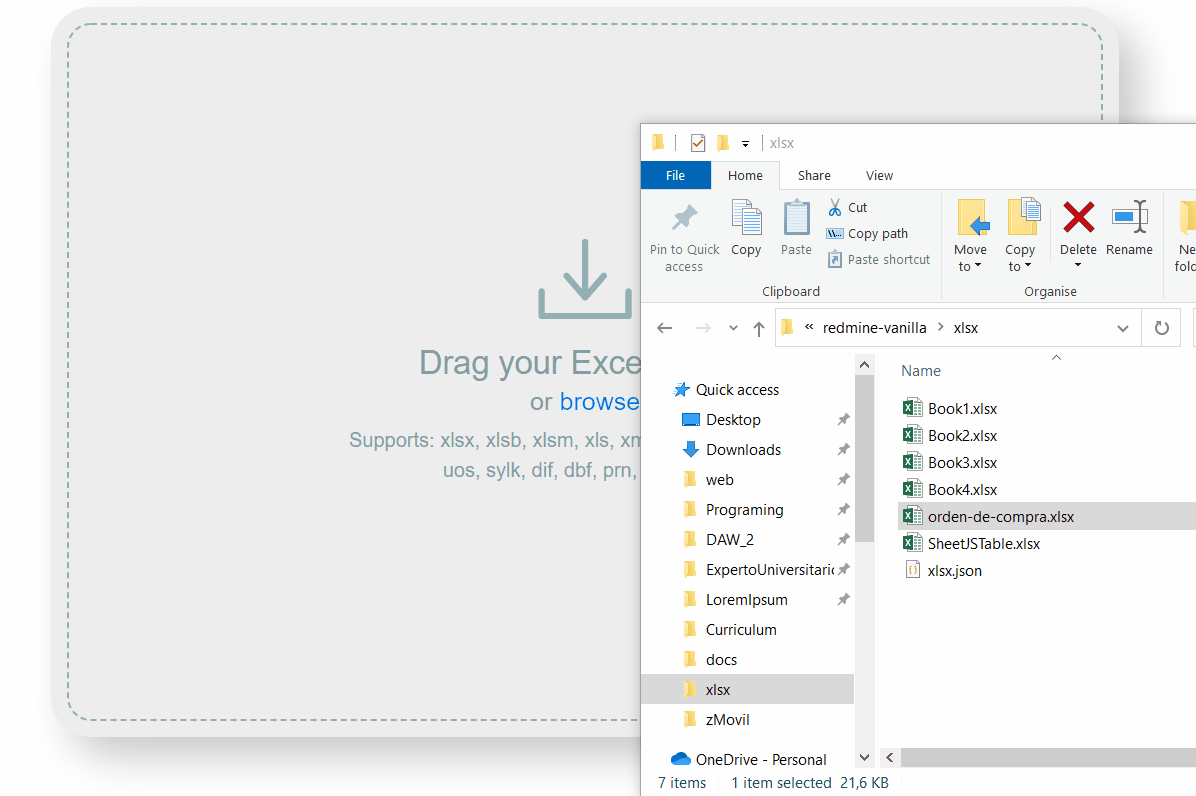 Drag your Exce
or browse
Supports: xlsx, xlsb, xlsm, xls, xm
uos, sylk, dif, dbf, prn,
xlsx
File Home Share View
Pin to Quick access
Copy
Paste
Cut
Copy path
Paste shortcut
Clipboard
Move to
Copy to
Delete
Rename
Organise
Ne
fold
« redmine-vanilla > xlsx
Quick access
Desktop
Downloads
web
Programing
DAW_2
ExpertoUniversitaric
LoremIpsum
Curriculum
docs
xlsx
zMovil
OneDrive - Personal
Name
Book1.xlsx
Book2.xlsx
Book3.xlsx
Book4.xlsx
orden-de-compra.xlsx
SheetJSTable.xlsx
xlsx.json
7 items 1 item selected 21,6 KB